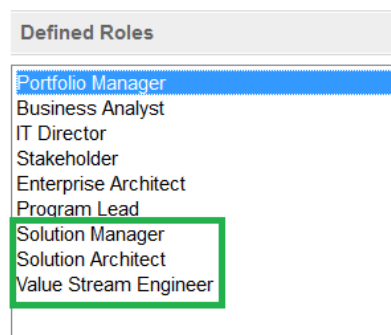 Defined Roles
Portfolio Manager
Business Analyst
IT Director
Stakeholder
Enterprise Architect
Program Lead
Solution Manager
Solution Architect
Value Stream Engineer